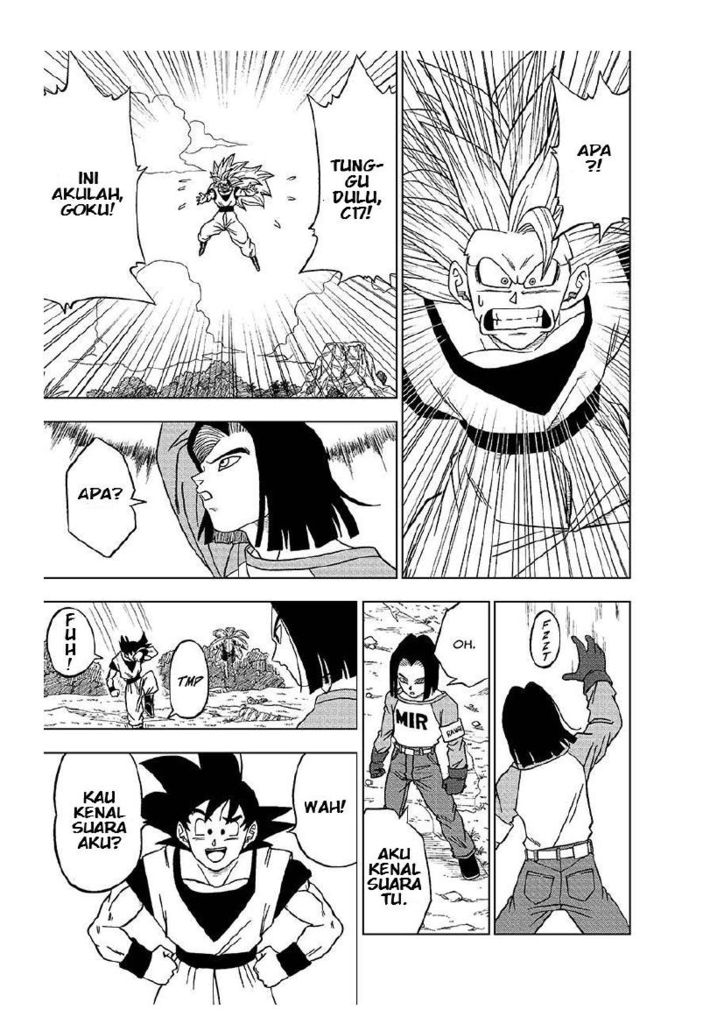 APA
?!
TUNG-
GU
DULU,
C17!
INI
AKULAH,
GOKU!
APA?
FZZT
OH.
MIR
AKU
KENAL
SUARA
TU.
TMP
FUH!
WAH!
KAU
KENAL
SUARA
AKU?